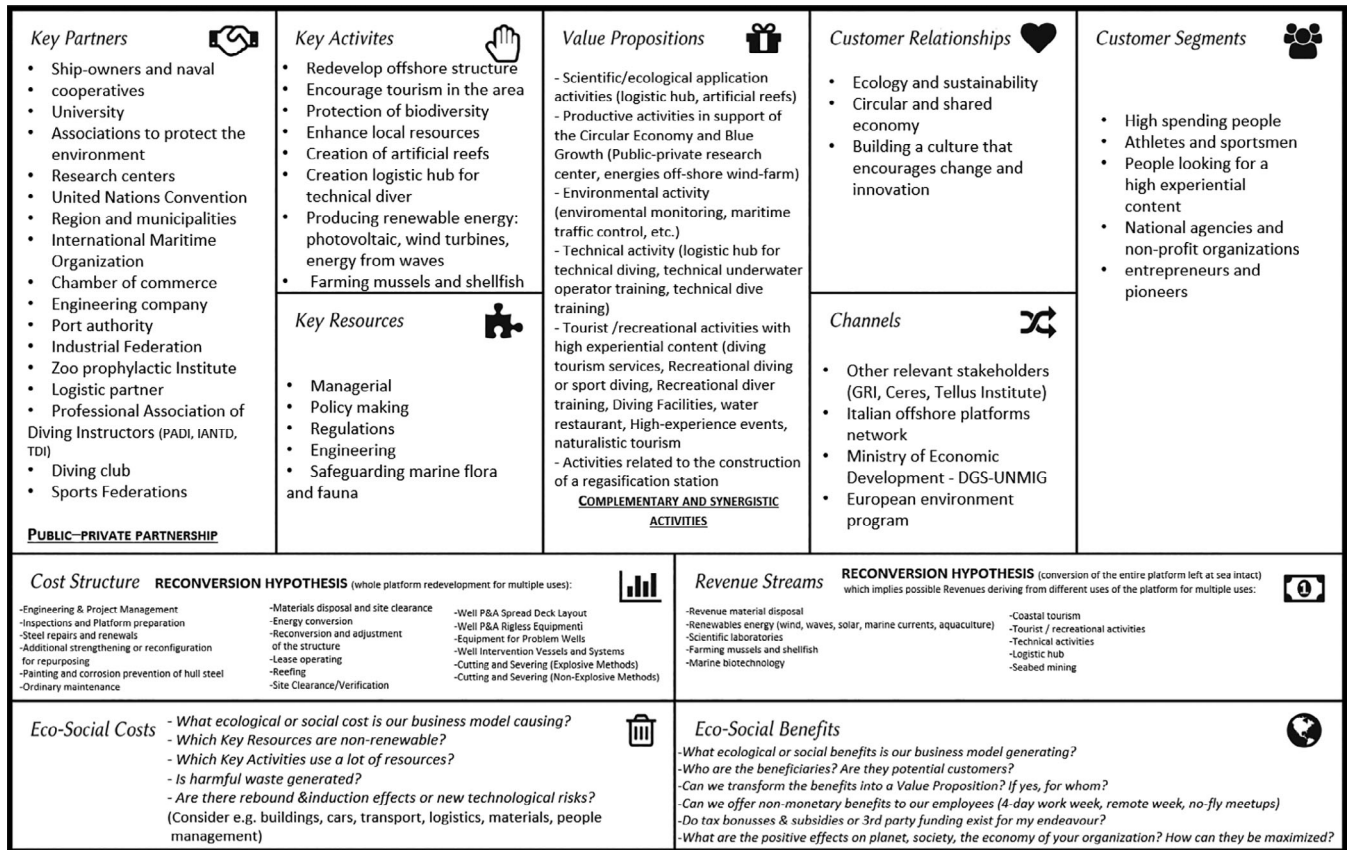 Key Partners
• Ship-owners and naval
• cooperatives
• University
• Associations to protect the
environment
• Research centers
• United Nations Convention
• Region and municipalities
• International Maritime
Organization
• Chamber of commerce
• Engineering company
• Port authority
• Industrial Federation
• Zoo prophylactic Institute
• Logistic partner
• Professional Association of
Diving Instructors (PADI, IANTD,
TDI)
• Diving club
• Sports Federations
PUBLIC–PRIVATE PARTNERSHIP
Key Activites
• Redevelop offshore structure
• Encourage tourism in the area
• Protection of biodiversity
• Enhance local resources
• Creation of artificial reefs
• Creation logistic hub for
technical diver
• Producing renewable energy:
photovoltaic, wind turbines,
energy from waves
• Farming mussels and shellfish
Key Resources
• Managerial
• Policy making
• Regulations
• Engineering
• Safeguarding marine flora
and fauna
Value Propositions
- Scientific/ecological application
activities (logistic hub, artificial reefs)
- Productive activities in support of
the Circular Economy and Blue
Growth (Public-private research
center, energies off-shore wind-farm)
- Environmental activity
(enviromental monitoring, maritime
traffic control, etc.)
- Technical activity (logistic hub for
technical diving, technical underwater
operator training, technical dive
training)
- Tourist /recreational activities with
high experiential content (diving
tourism services, Recreational diving
or sport diving, Recreational diver
training, Diving Facilities, water
restaurant, High-experience events,
naturalistic tourism
- Activities related to the construction
of a regasification station
COMPLEMENTARY AND SYNERGISTIC
ACTIVITIES
Customer Relationships
• Ecology and sustainability
• Circular and shared
economy
• Building a culture that
encourages change and
innovation
Channels
• Other relevant stakeholders
(GRI, Ceres, Tellus Institute)
• Italian offshore platforms
network
• Ministry of Economic
Development - DGS-UNMIG
• European environment
program
Customer Segments
• High spending people
• Athletes and sportsmen
• People looking for a
high experiential
content
• National agencies and
non-profit organizations
• entrepreneurs and
pioneers
Cost Structure RECONVERSION HYPOTHESIS (whole platform redevelopment for multiple uses):
-Engineering & Project Management
-Inspections and Platform preparation
-Steel repairs and renewals
-Additional strengthening or reconfiguration
for repurposing
-Painting and corrosion prevention of hull steel
-Ordinary maintenance
-Materials disposal and site clearance
-Energy conversion
-Reconversion and adjustment
of the structure
-Lease operating
-Reefing
-Site Clearance/Verification
-Well P&A Spread Deck Layout
-Well P&A Rigless Equipmenti
-Equipment for Problem Wells
-Well Intervention Vessels and Systems
-Cutting and Severing (Explosive Methods)
-Cutting and Severing (Non-Explosive Methods)
Revenue Streams RECONVERSION HYPOTHESIS (conversion of the entire platform left at sea intact)
which implies possible Revenues deriving from different uses of the platform for multiple uses:
1
-Revenue material disposal
-Renewables energy (wind, waves, solar, marine currents, aquaculture)
-Scientific laboratories
-Farming mussels and shellfish
-Marine biotechnology
-Coastal tourism
-Tourist / recreational activities
-Technical activities
-Logistic hub
-Seabed mining
Eco-Social Costs
- What ecological or social cost is our business model causing?
- Which Key Resources are non-renewable?
- Which Key Activities use a lot of resources?
- Is harmful waste generated?
- Are there rebound &induction effects or new technological risks?
(Consider e.g. buildings, cars, transport, logistics, materials, people
management)
Eco-Social Benefits
-What ecological or social benefits is our business model generating?
-Who are the beneficiaries? Are they potential customers?
-Can we transform the benefits into a Value Proposition? If yes, for whom?
-Can we offer non-monetary benefits to our employees (4-day work week, remote week, no-fly meetups)
-Do tax bonuses & subsidies or 3rd party funding exist for my endeavour?
-What are the positive effects on planet, society, the economy of your organization? How can they be maximized?